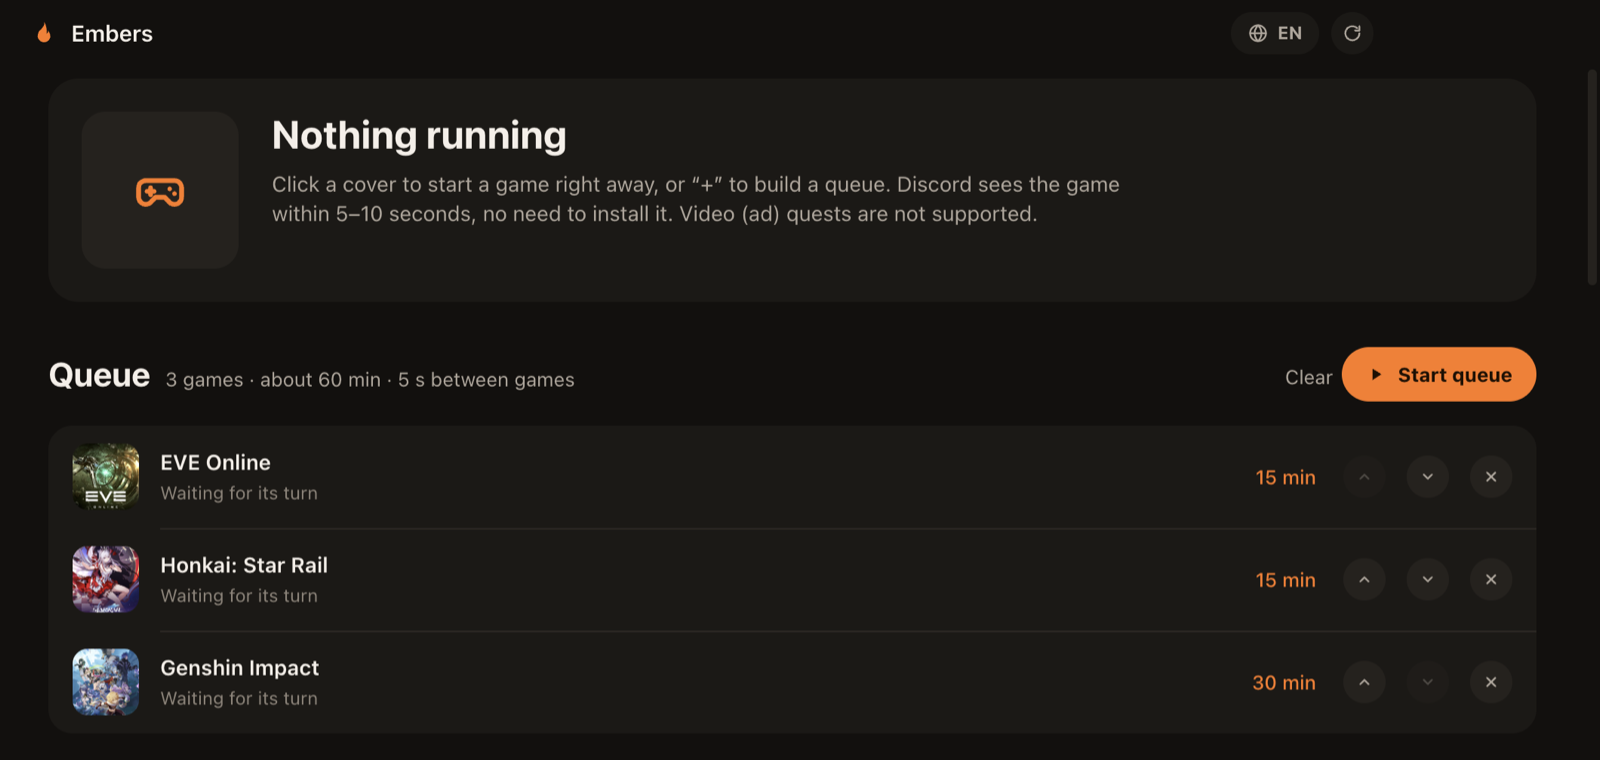 Embers
EN
Nothing running
Click a cover to start a game right away, or “+” to build a queue. Discord sees the game
within 5–10 seconds, no need to install it. Video (ad) quests are not supported.
Queue
3 games · about 60 min · 5 s between games
Clear
Start queue
EVE
ONLINE
EVE Online
Waiting for its turn
15 min
Honkai: Star Rail
Waiting for its turn
15 min
Genshin Impact
Waiting for its turn
30 min